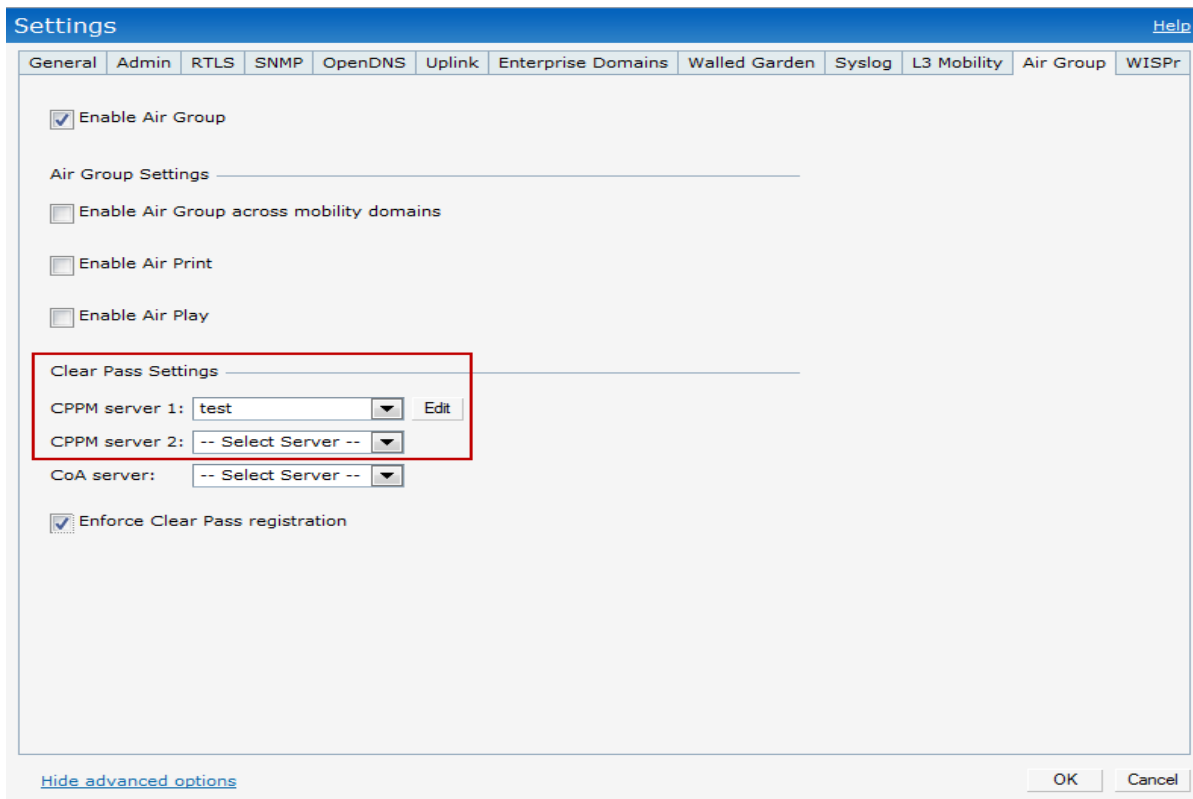 Settings Help
General Admin RTLS SNMP OpenDNS Uplink Enterprise Domains Walled Garden Syslog L3 Mobility Air Group WISPr
Enable Air Group
Air Group Settings
Enable Air Group across mobility domains
Enable Air Print
Enable Air Play
Clear Pass Settings
CPPM server 1: test Edit
CPPM server 2: -- Select Server --
CoA server: -- Select Server --
Enforce Clear Pass registration
Hide advanced options OK Cancel